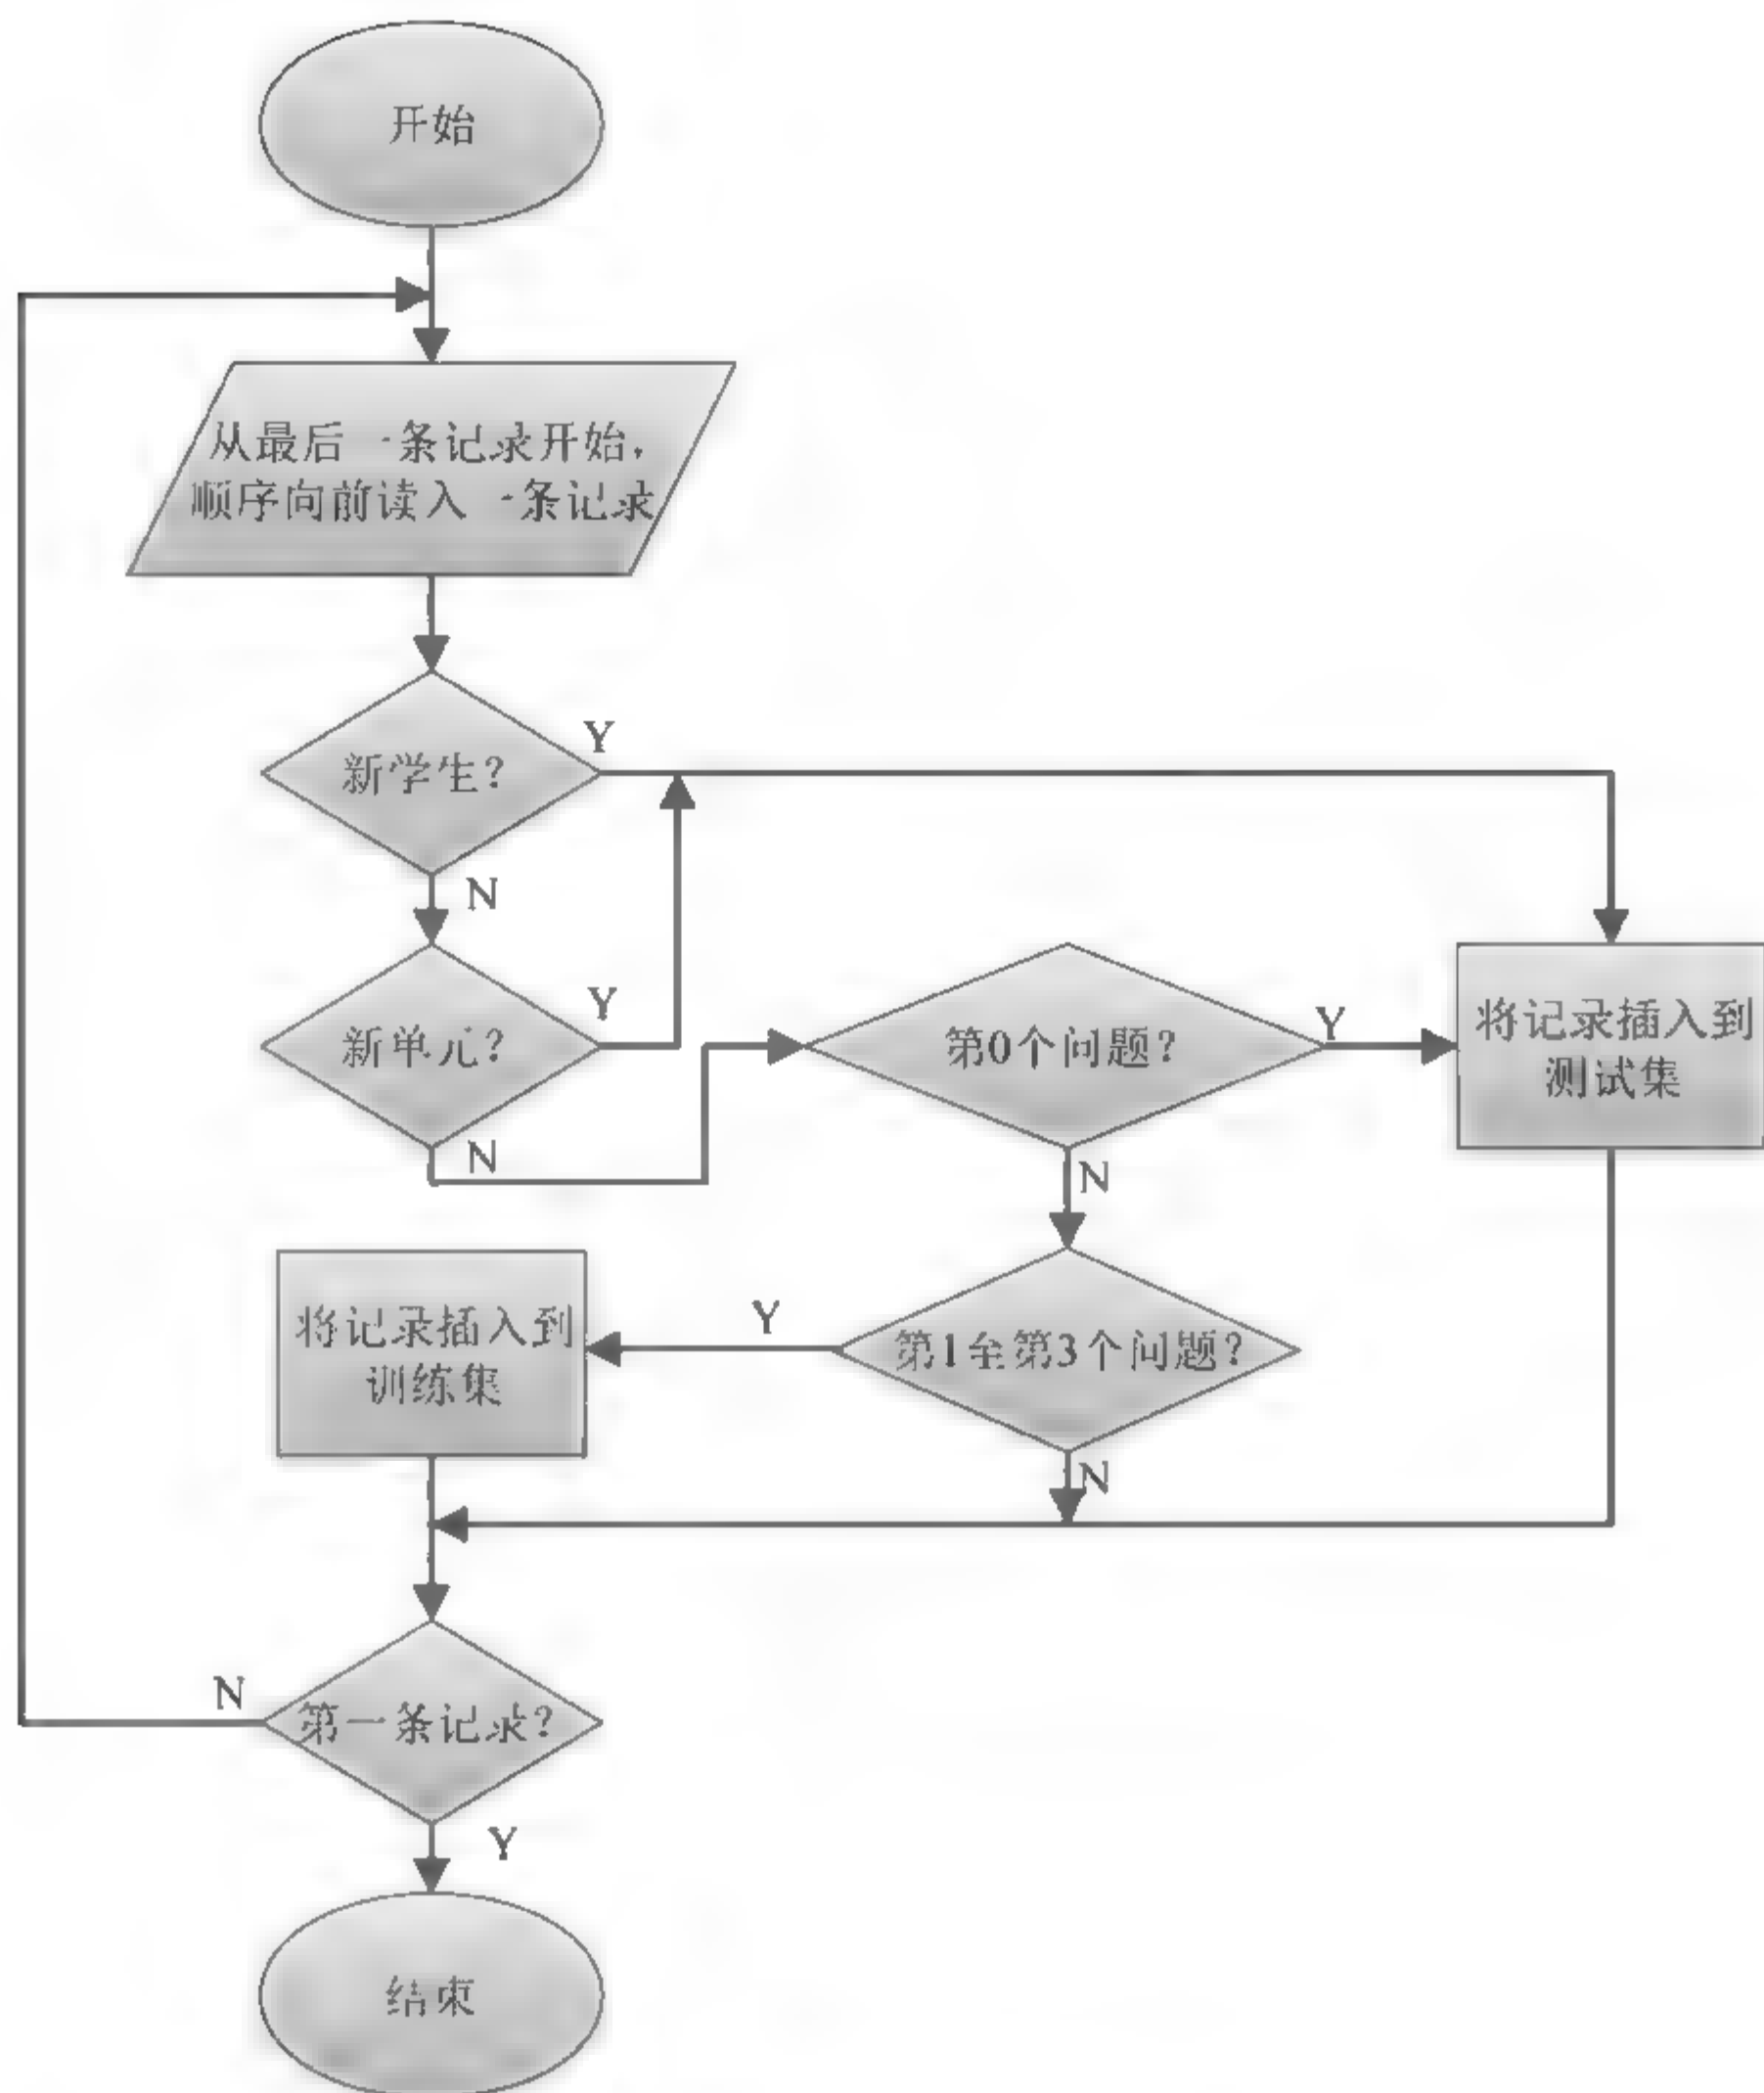 开始
从最后一条记录开始,
顺序向前读入一条记录
新学生?
Y
N
新单元?
Y
N
第0个问题?
Y
N
将记录插入到
测试集
第1至第3个问题?
Y
N
将记录插入到
训练集
第一条记录?
N
Y
结束